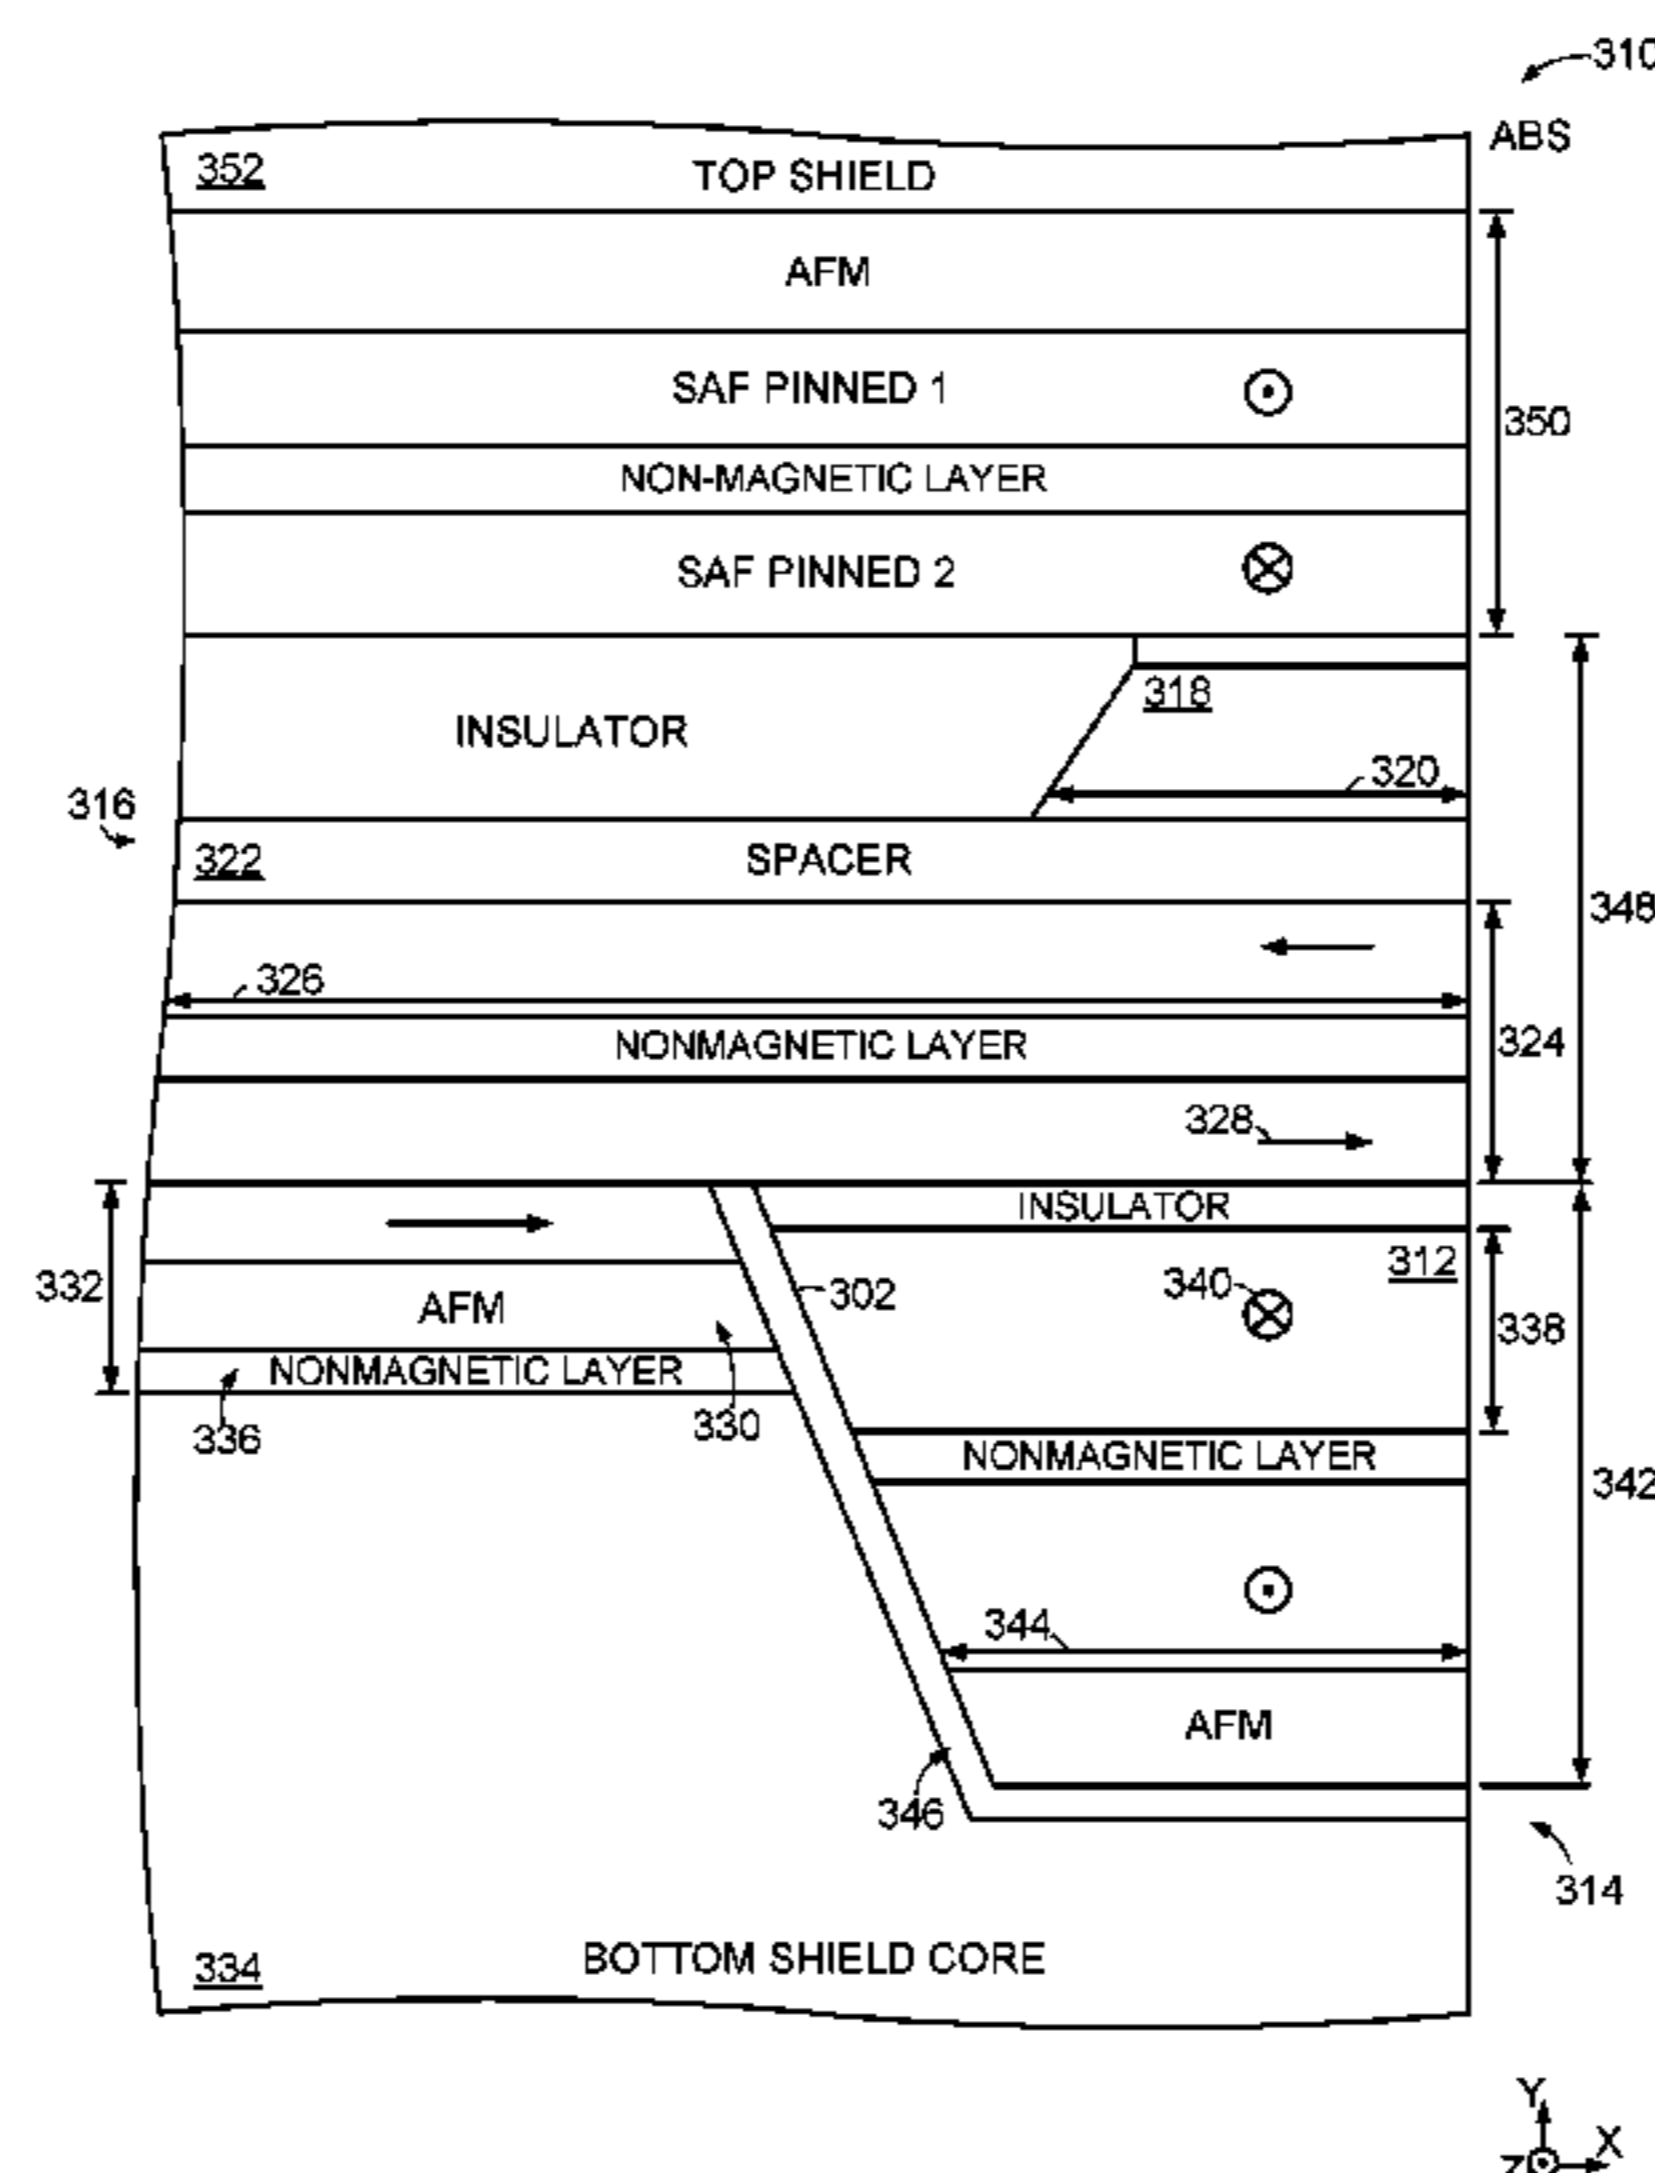 310
ABS
352 TOP SHIELD
AFM
SAF PINNED 1
350
NON-MAGNETIC LAYER
SAF PINNED 2
318
INSULATOR
320
316
322 SPACER
348
326
324
NONMAGNETIC LAYER
328
INSULATOR
312
332
AFM
302
340
338
NONMAGNETIC LAYER
336
330
NONMAGNETIC LAYER
342
344
AFM
346
314
334 BOTTOM SHIELD CORE
Y
X
Z